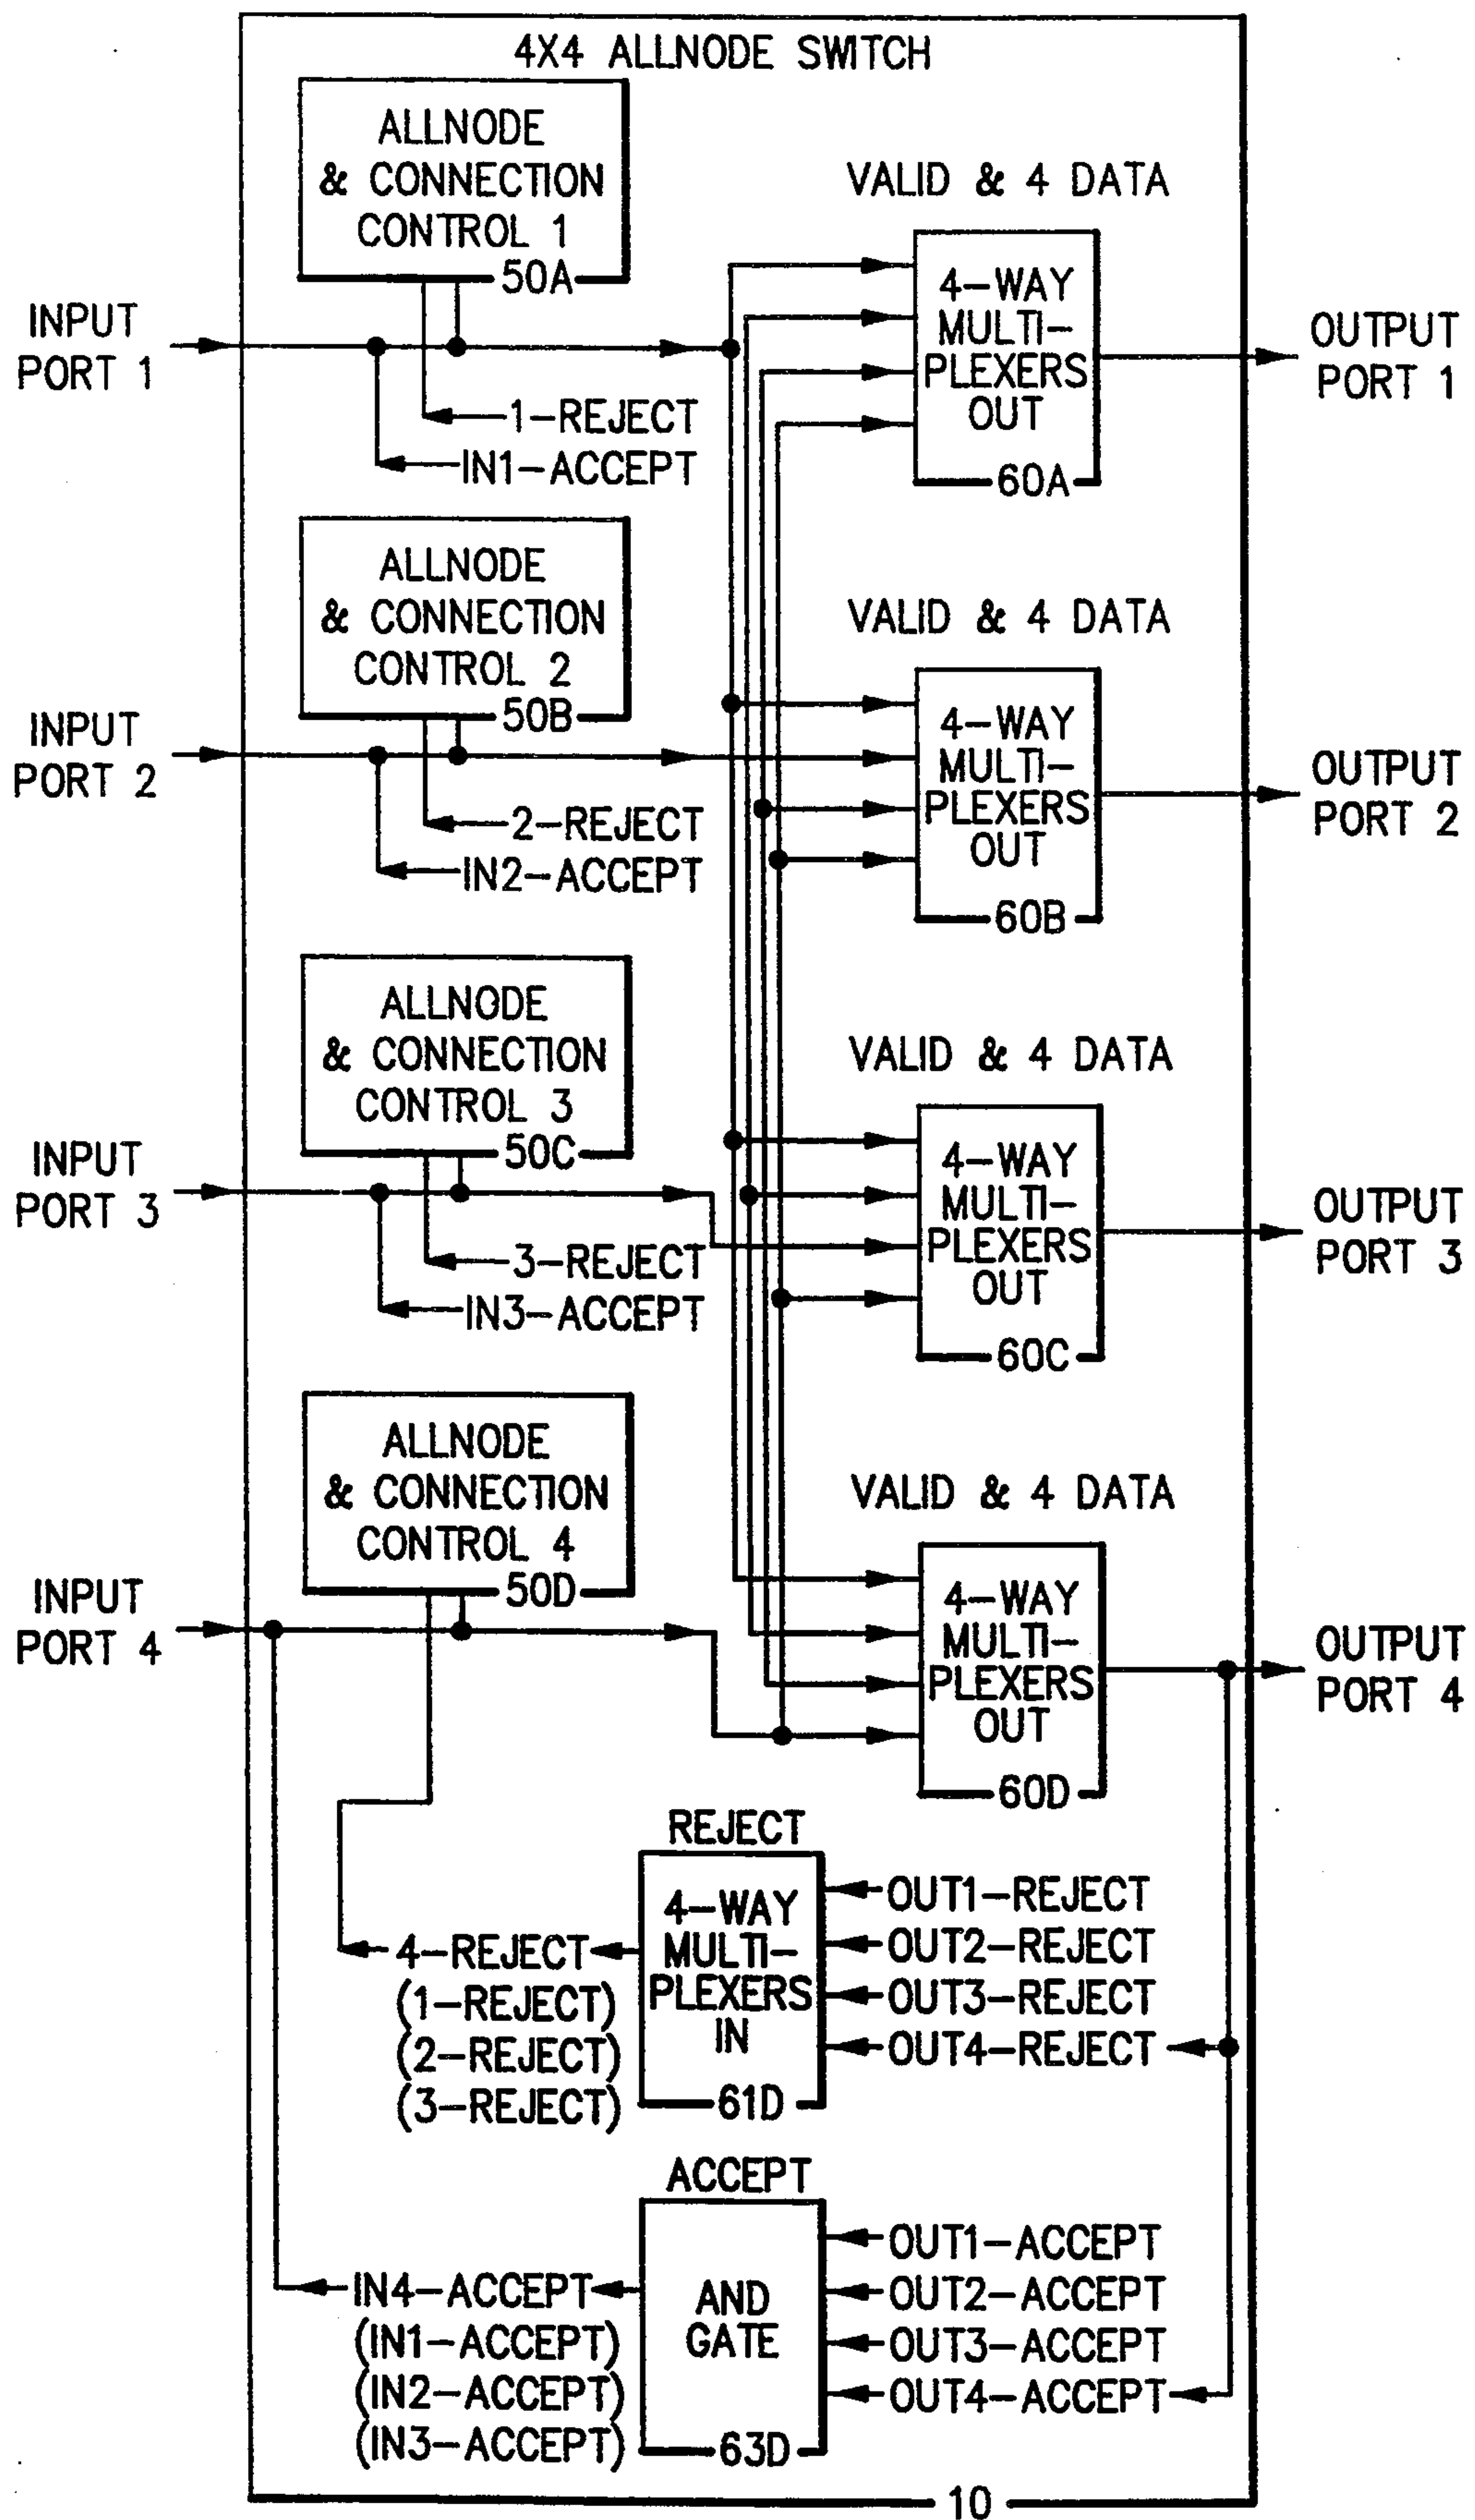 4X4 ALLNODE SWITCH
ALLNODE
& CONNECTION
CONTROL 1
50A
VALID & 4 DATA
4-WAY
MULTI-
PLEXERS
OUT
60A
INPUT
PORT 1
OUTPUT
PORT 1
1-REJECT
IN1-ACCEPT
ALLNODE
& CONNECTION
CONTROL 2
50B
VALID & 4 DATA
4-WAY
MULTI-
PLEXERS
OUT
60B
INPUT
PORT 2
OUTPUT
PORT 2
2-REJECT
IN2-ACCEPT
ALLNODE
& CONNECTION
CONTROL 3
50C
VALID & 4 DATA
4-WAY
MULTI-
PLEXERS
OUT
60C
INPUT
PORT 3
OUTPUT
PORT 3
3-REJECT
IN3-ACCEPT
ALLNODE
& CONNECTION
CONTROL 4
50D
VALID & 4 DATA
4-WAY
MULTI-
PLEXERS
OUT
60D
INPUT
PORT 4
OUTPUT
PORT 4
REJECT
4-WAY
MULTI-
PLEXERS
IN
61D
OUT1-REJECT
OUT2-REJECT
OUT3-REJECT
OUT4-REJECT
4-REJECT
(1-REJECT)
(2-REJECT)
(3-REJECT)
ACCEPT
AND
GATE
63D
OUT1-ACCEPT
OUT2-ACCEPT
OUT3-ACCEPT
OUT4-ACCEPT
IN4-ACCEPT
(IN1-ACCEPT)
(IN2-ACCEPT)
(IN3-ACCEPT)
10